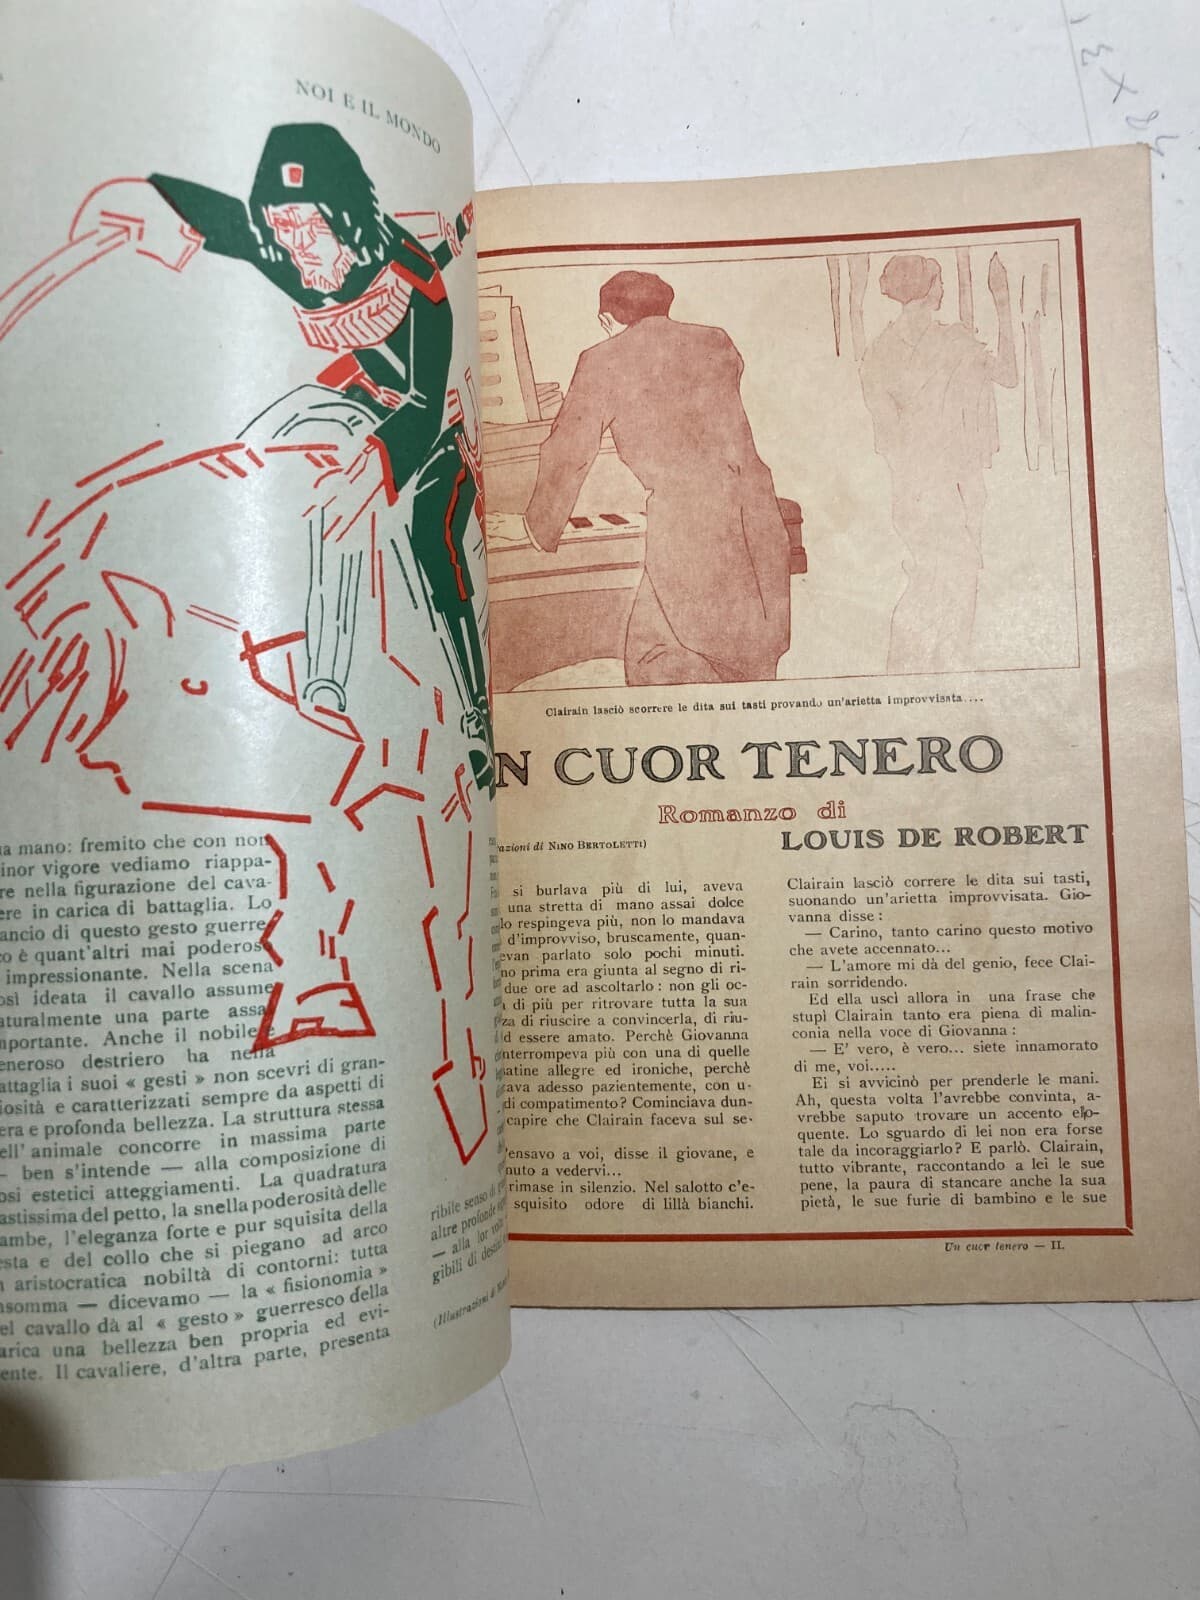 NOI E IL MONDO
mano: fremito che con non
vigore vediamo riappa-
re nella figurazione del cava-
ere in carica di battaglia. Lo
ancio di questo gesto guerre-
co è quant'altri mai poderoso
impressionante. Nella scena
osì ideata il cavallo assume
aturalmente una parte assai
mportante. Anche il nobile e
eneroso destriero ha nella
attaglia i suoi « gesti » non scevri di gran-
iosità e caratterizzati sempre da aspetti di
era e profonda bellezza. La struttura stessa
ell' animale concorre in massima parte
— ben s'intende — alla composizione di
osi estetici atteggiamenti. La quadratura
astissima del petto, la snella poderosità delle
ambe, l'eleganza forte e pur squisita della
esta e del collo che si piegano ad arco
aristocratica nobiltà di contorni: tutta
nsomma — dicevamo — la « fisionomia »
el cavallo dà al « gesto » guerresco della
arica una bellezza ben propria ed evi-
ente. Il cavaliere, d'altra parte, presenta
ribile senso di
altre profonde
— alla lor volta
gibili di
(Illustrazioni di
Clairain lasciò scorrere le dita sui tasti provando un'arietta improvvisata....
N CUOR TENERO
Romanzo di
LOUIS DE ROBERT
razioni di NINO BERTOLETTI)
si burlava più di lui, aveva
una stretta di mano assai dolce
lo respingeva più, non lo mandava
d'improvviso, bruscamente, quan-
evan parlato solo pochi minuti.
no prima era giunta al segno di ri-
due ore ad ascoltarlo: non gli oc-
di più per ritrovare tutta la sua
za di riuscire a convincerla, di riu-
d essere amato. Perchè Giovanna
interrompeva più con una di quelle
satine allegre ed ironiche, perchè
tava adesso pazientemente, con u-
di compatimento? Cominciava dun-
capire che Clairain faceva sul se-
ensavo a voi, disse il giovane, e
nuto a vedervi...
rimase in silenzio. Nel salotto c'e-
squisito odore di lillà bianchi.
Clairain lasciò correre le dita sui tasti,
suonando un'arietta improvvisata. Gio-
vanna disse :
— Carino, tanto carino questo motivo
che avete accennato...
— L'amore mi dà del genio, fece Clai-
rain sorridendo.
Ed ella uscì allora in una frase che
stupì Clairain tanto era piena di malin-
conia nella voce di Giovanna :
— E' vero, è vero... siete innamorato
di me, voi.....
Ei si avvicinò per prenderle le mani.
Ah, questa volta l'avrebbe convinta, a-
vrebbe saputo trovare un accento elo-
quente. Lo sguardo di lei non era forse
tale da incoraggiarlo? E parlò. Clairain,
tutto vibrante, raccontando a lei le sue
pene, la paura di stancare anche la sua
pietà, le sue furie di bambino e le sue
Un cuor tenero — II.